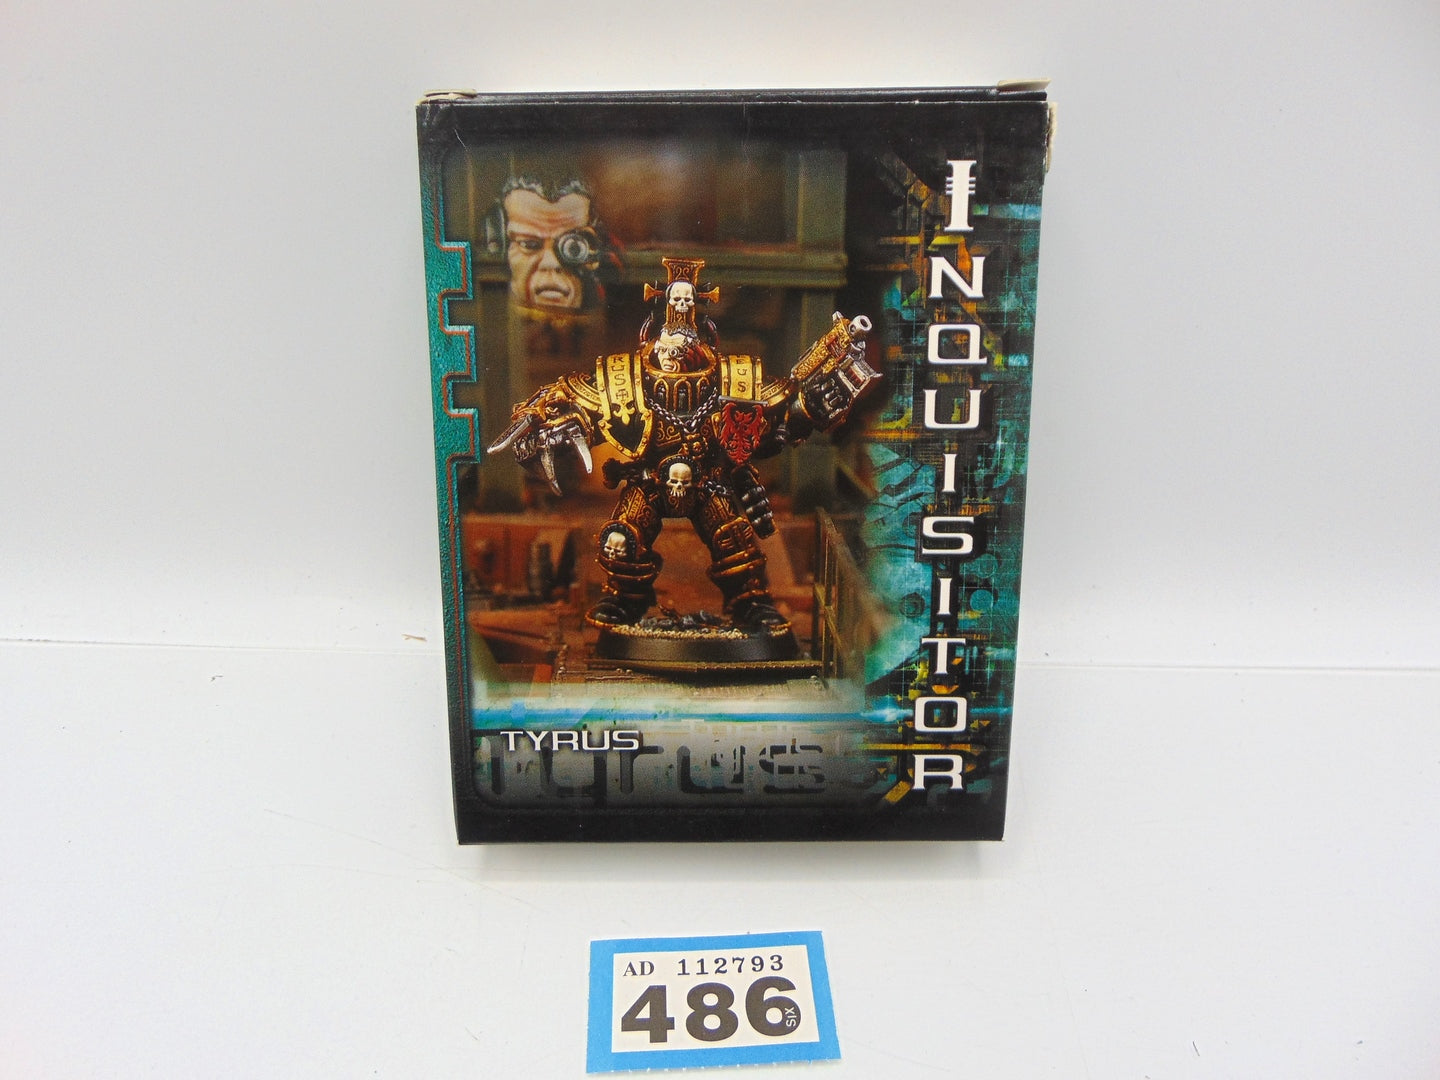 INQUISITOR
TYRUS
AD 112793
486
SIX